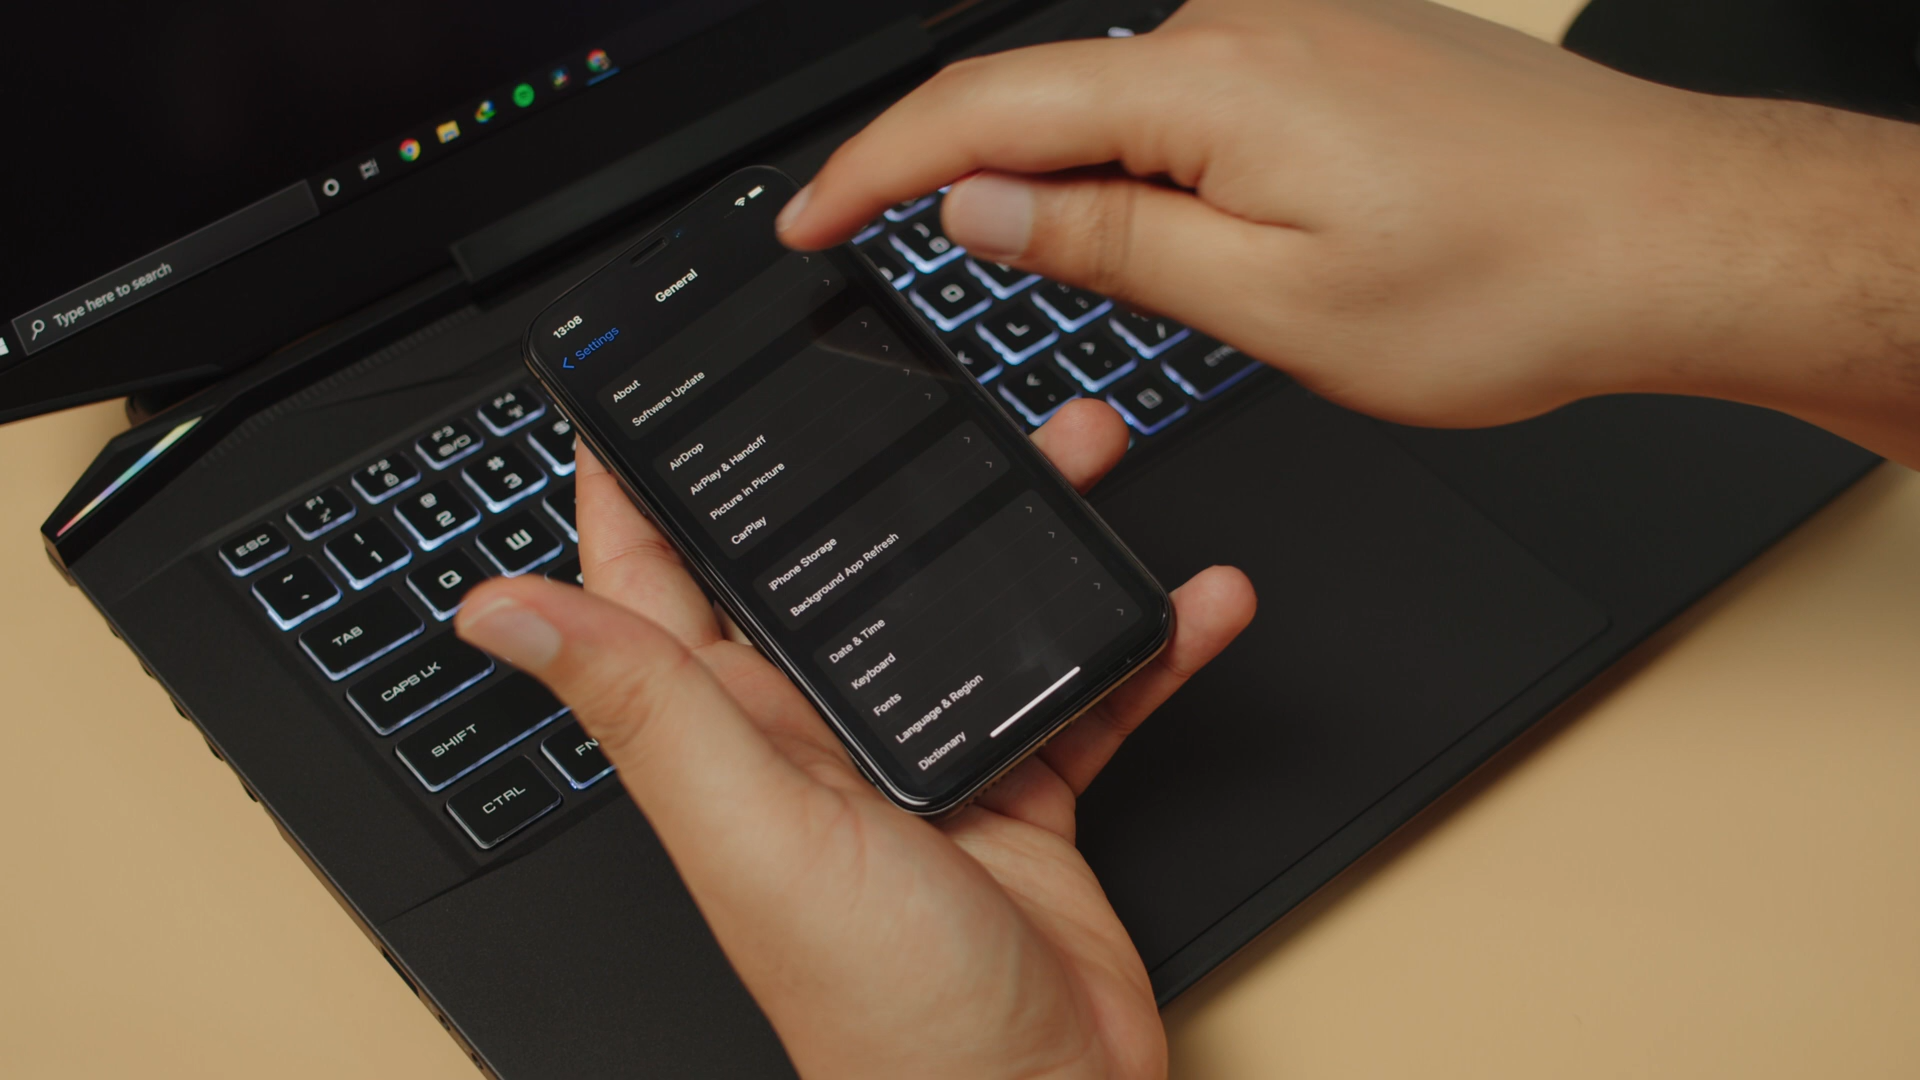 Type here to search
13:08
General
Settings
About
Software Update
AirDrop
AirPlay & Handoff
Picture in Picture
CarPlay
iPhone Storage
Background App Refresh
Date & Time
Keyboard
Fonts
Language & Region
Dictionary
ESC
F1
F2
F3
F4
~
!
1
@
2
#
3
$
TAB
Q
W
CAPS LK
SHIFT
FN
CTRL
L